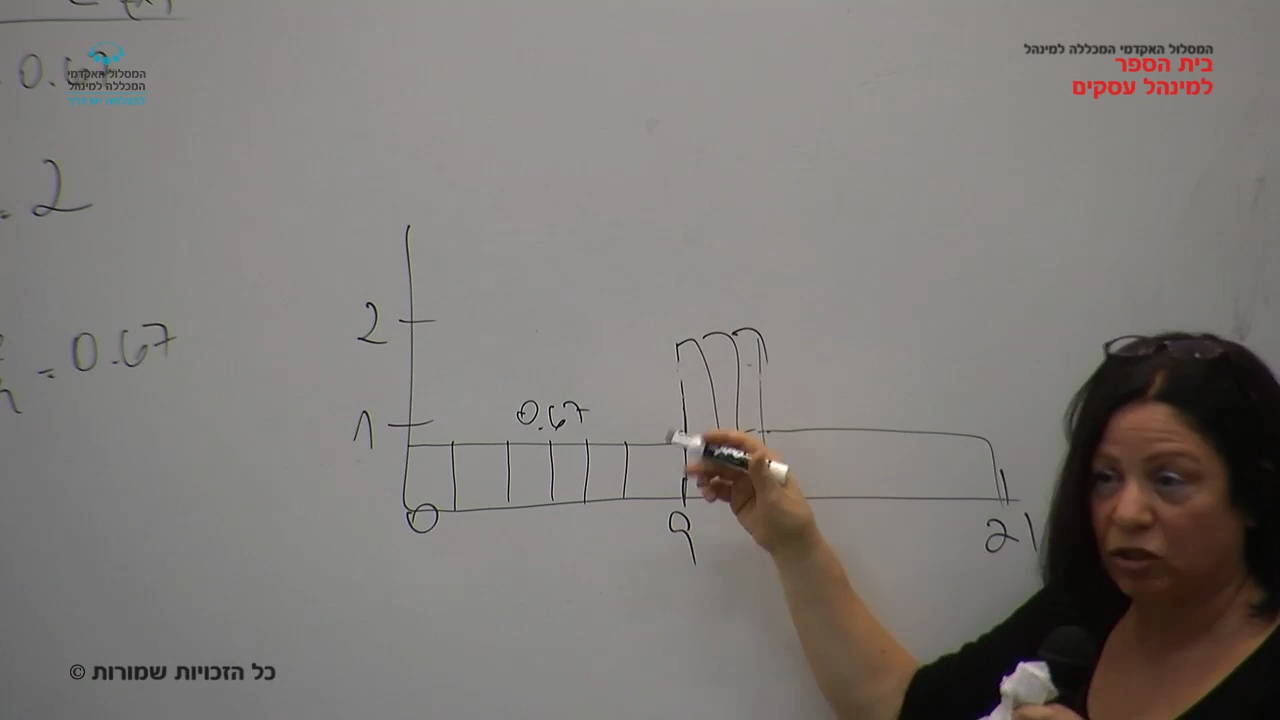 המסלול האקדמי המכללה למינהל
בית הספר
למינהל עסקים
המסלול האקדמי
המכללה למינהל
0.67
= 2
= 0.67
2
1
0.67
0
9
21
© כל הזכויות שמורות